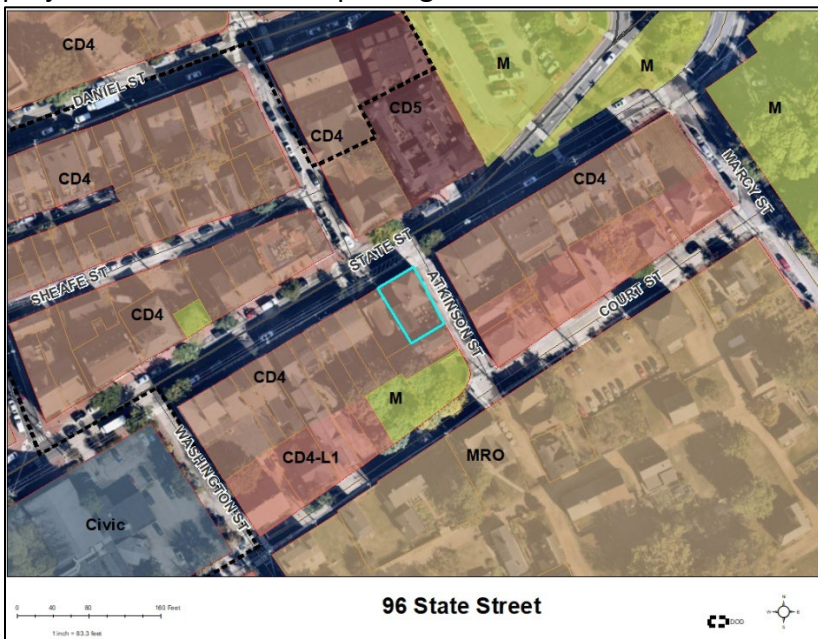 CD4
DANIEL ST
M
M
CD5
M
CD4
CD4
CD4
MARCY ST
STATE ST
SHEAFE ST
ATKINSON ST
COURT ST
CD4
CD4
M
WASHINGTON ST
CD4-L1
MRO
Civic
0 40 80 160 Feet
1 inch = 83.3 feet
96 State Street
DOD
N
W E
S